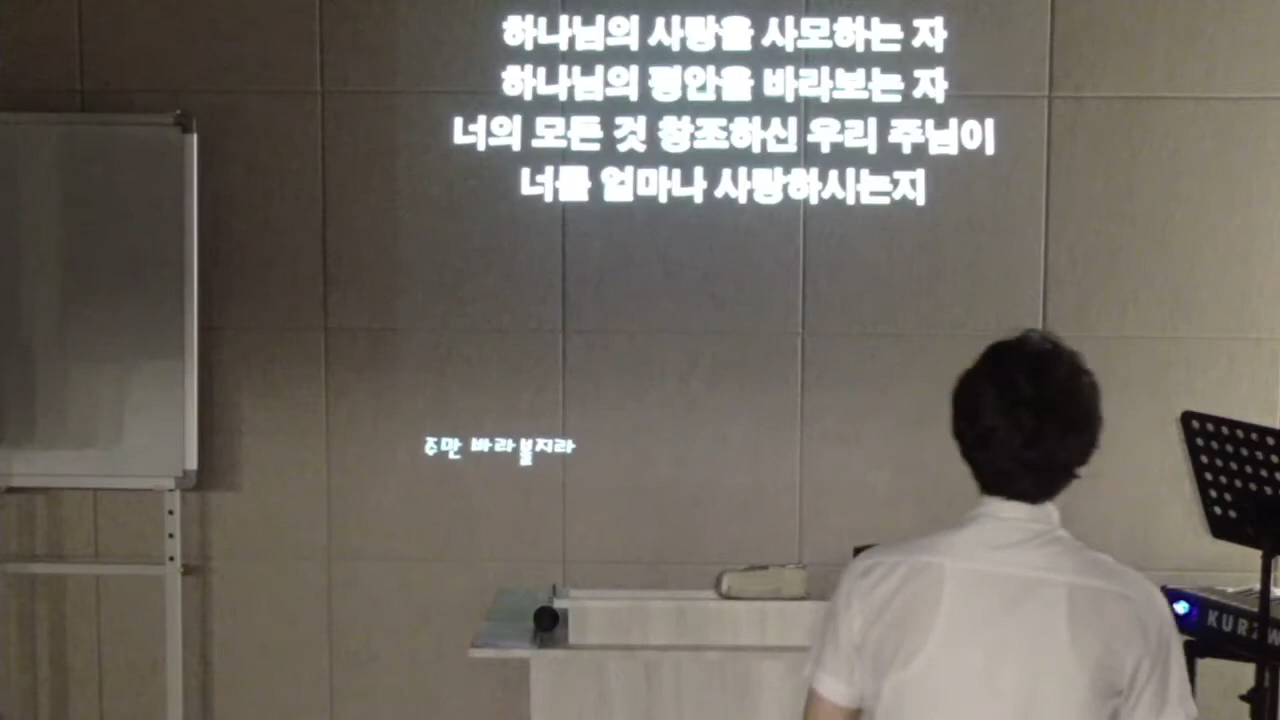 하나님의 사랑을 사모하는 자
하나님의 평안을 바라보는 자
너의 모든 것 창조하신 우리 주님이
너를 얼마나 사랑하시는지
주만 바라 볼지라
KURZW